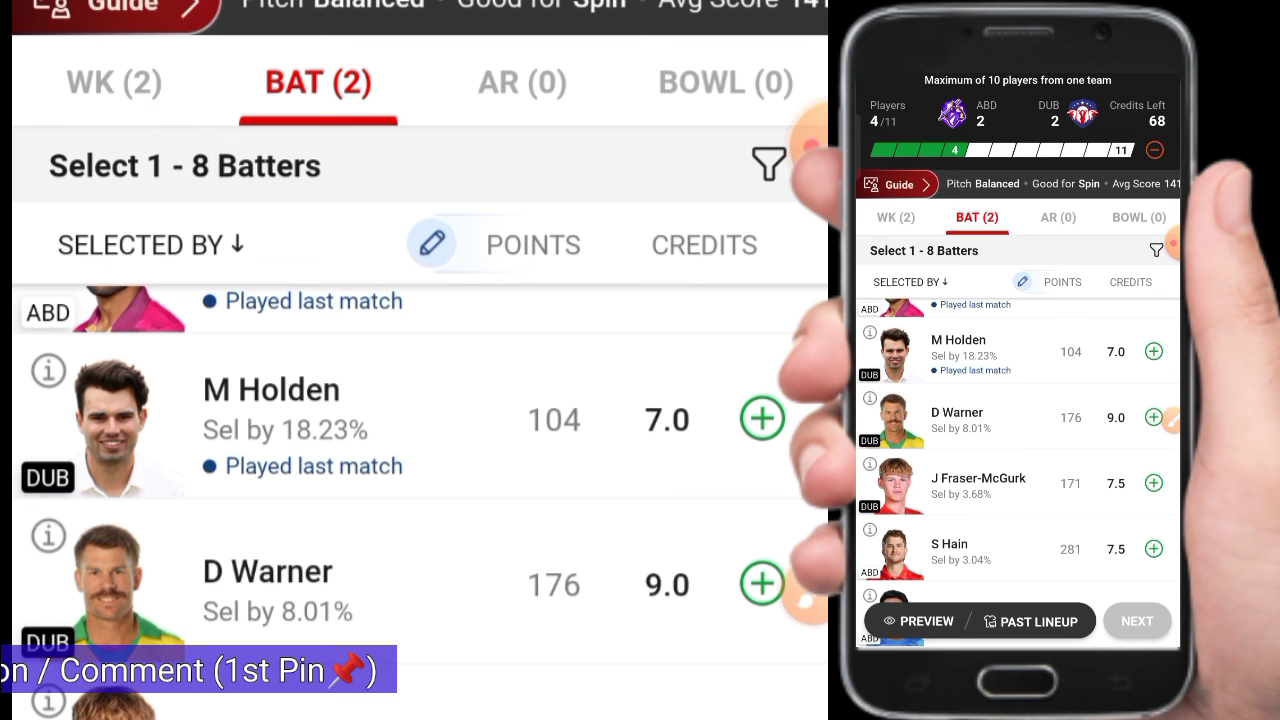 Guide Pitch Balanced • Good for Spin • Avg Score 141
WK (2) BAT (2) AR (0) BOWL (0)
Select 1 - 8 Batters
SELECTED BY ↓ POINTS CREDITS
ABD • Played last match
M Holden
Sel by 18.23% 104 7.0
• Played last match
DUB
D Warner
Sel by 8.01% 176 9.0
DUB
on / Comment (1st Pin📌)
Maximum of 10 players from one team
Players ABD DUB Credits Left
4/11 2 2 68
4 11
Guide Pitch Balanced • Good for Spin • Avg Score 141
WK (2) BAT (2) AR (0) BOWL (0)
Select 1 - 8 Batters
SELECTED BY ↓ POINTS CREDITS
ABD • Played last match
M Holden
Sel by 18.23% 104 7.0
• Played last match
DUB
D Warner
Sel by 8.01% 176 9.0
DUB
J Fraser-McGurk
Sel by 3.68% 171 7.5
DUB
S Hain
Sel by 3.04% 281 7.5
ABD
PREVIEW / PAST LINEUP NEXT
ABD